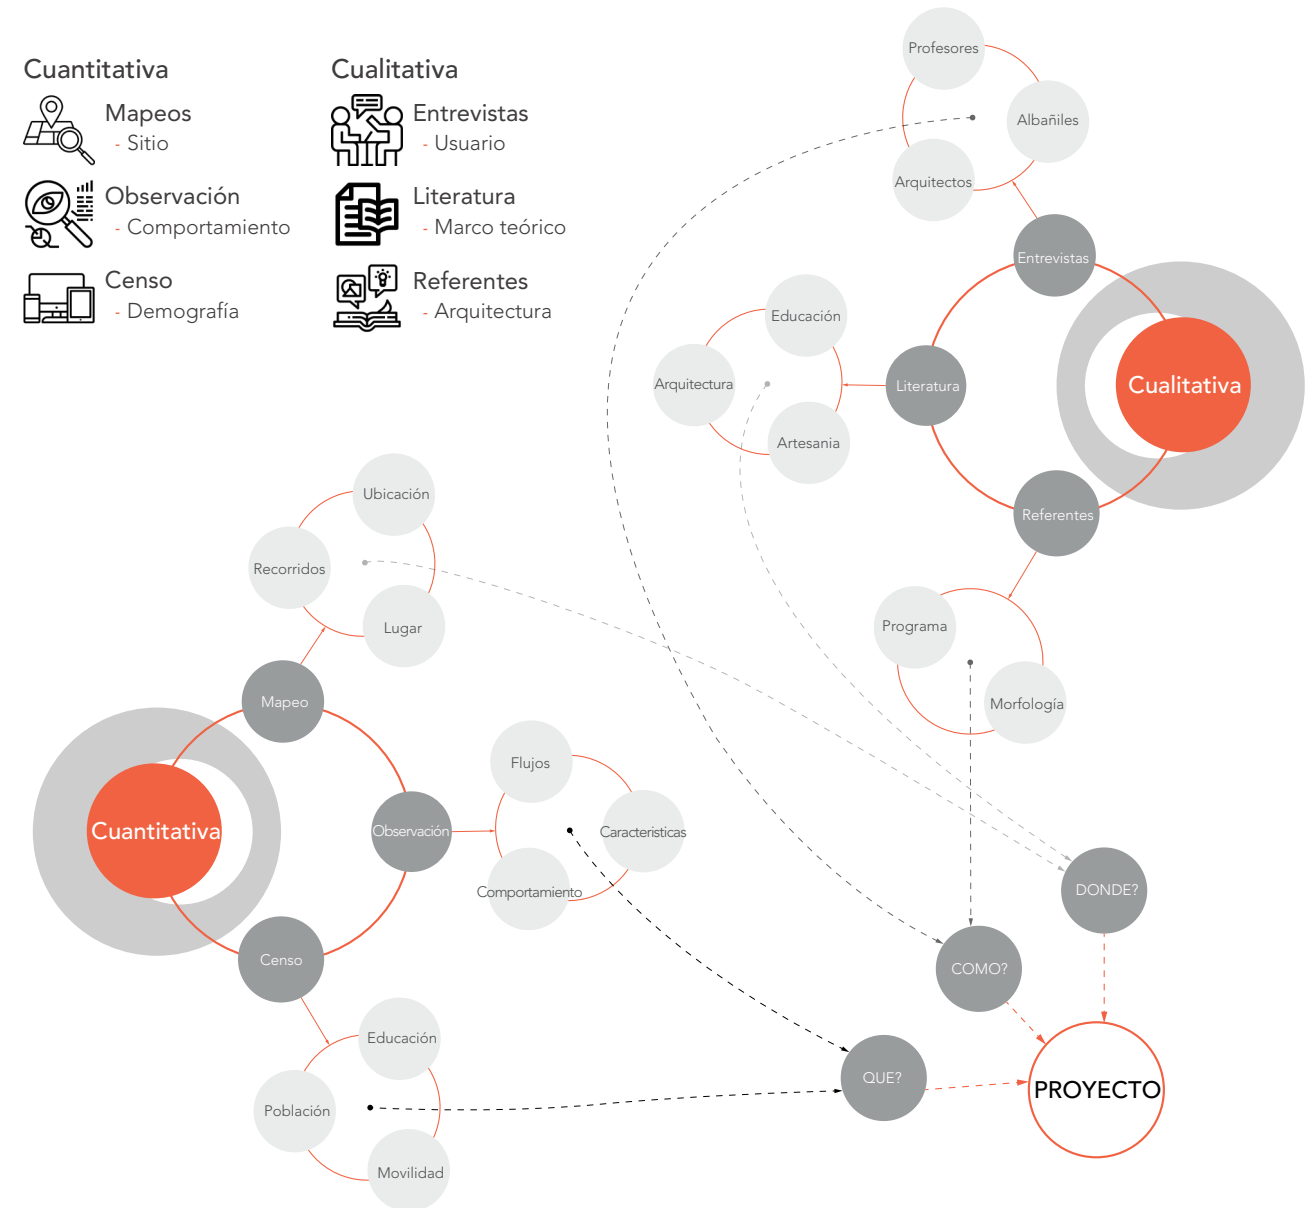 Cuantitativa
Mapeos
- Sitio
Observación
- Comportamiento
Censo
- Demografía
Cualitativa
Entrevistas
- Usuario
Literatura
- Marco teórico
Referentes
- Arquitectura
Profesores
Albañiles
Arquitectos
Entrevistas
Educación
Arquitectura
Artesania
Literatura
Cualitativa
Referentes
Programa
Morfología
Ubicación
Recorridos
Lugar
Mapeo
Cuantitativa
Observación
Flujos
Caracteristicas
Comportamiento
Censo
Educación
Población
Movilidad
DONDE?
COMO?
QUE?
PROYECTO